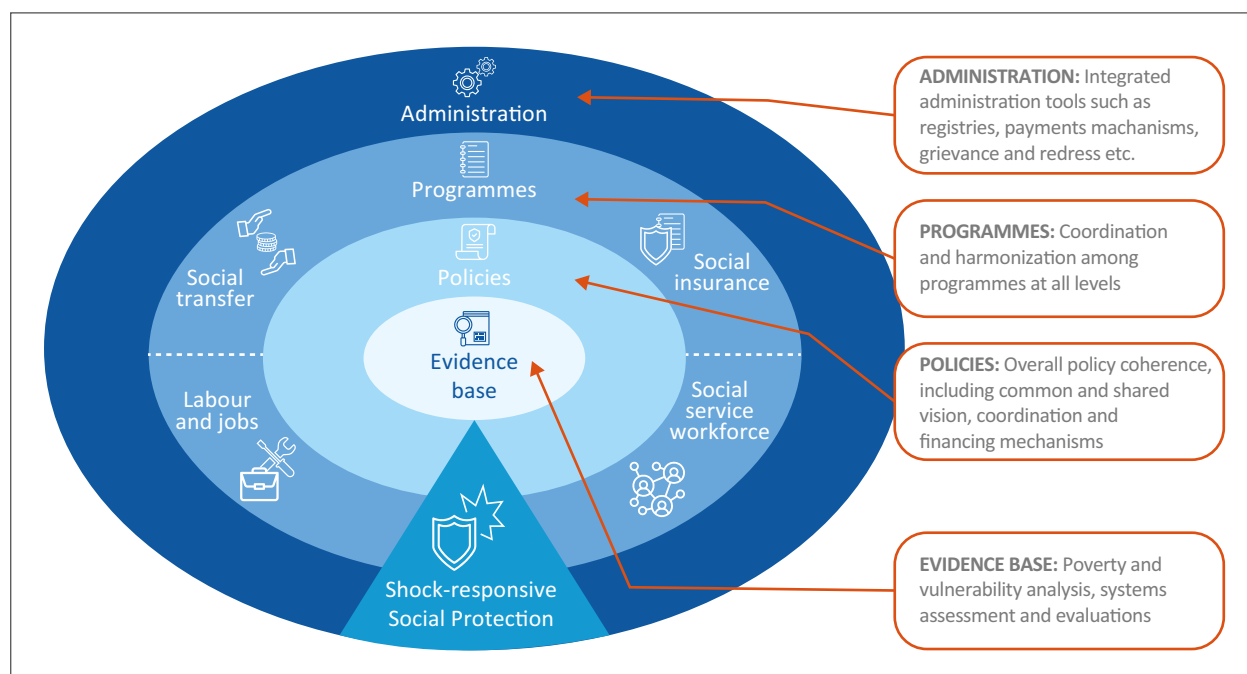 Administration
Programmes
Social
transfer
Policies
Social
insurance
Evidence
base
Labour
and jobs
Social
service
workforce
Shock-responsive
Social Protection
ADMINISTRATION: Integrated
administration tools such as
registries, payments machanisms,
grievance and redress etc.
PROGRAMMES: Coordination
and harmonization among
programmes at all levels
POLICIES: Overall policy coherence,
including common and shared
vision, coordination and
financing mechanisms
EVIDENCE BASE: Poverty and
vulnerability analysis, systems
assessment and evaluations